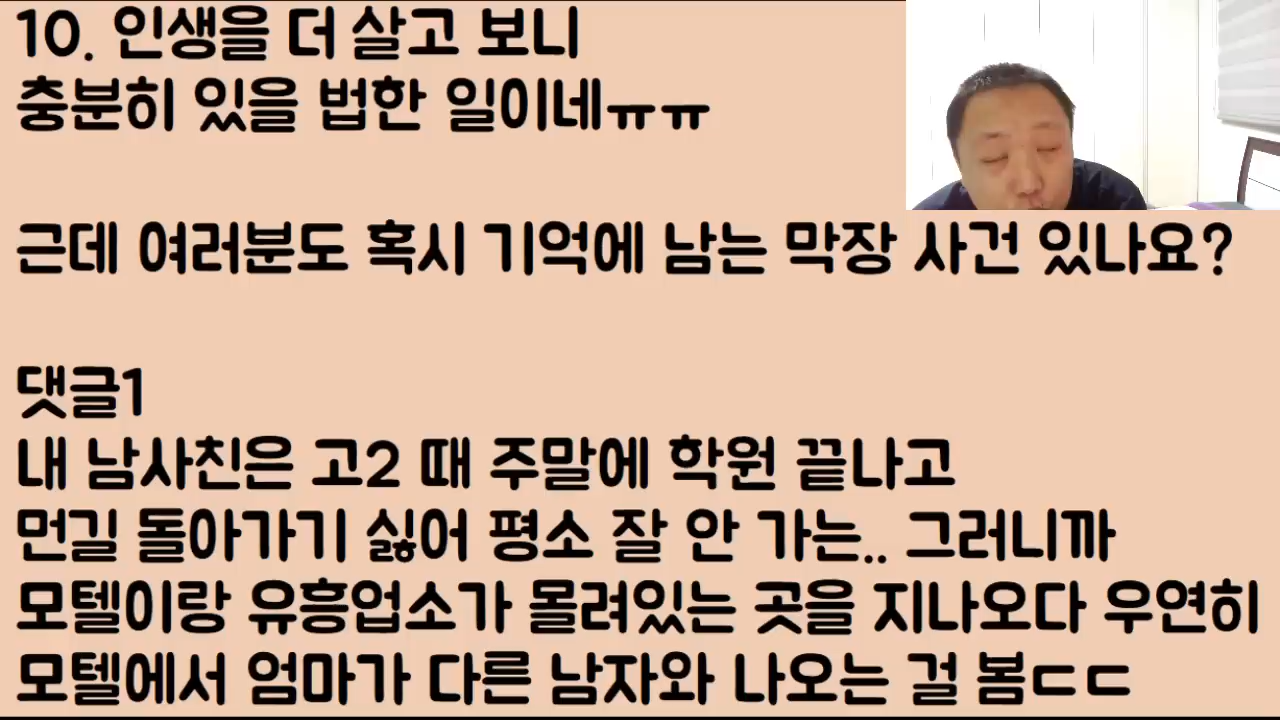 10. 인생을 더 살고 보니
충분히 있을 법한 일이네ㅠㅠ
근데 여러분도 혹시 기억에 남는 막장 사건 있나요?
댓글1
내 남사친은 고2 때 주말에 학원 끝나고
먼길 돌아가기 싫어 평소 잘 안 가는.. 그러니까
모텔이랑 유흥업소가 몰려있는 곳을 지나오다 우연히
모텔에서 엄마가 다른 남자와 나오는 걸 봄ㄷㄷ